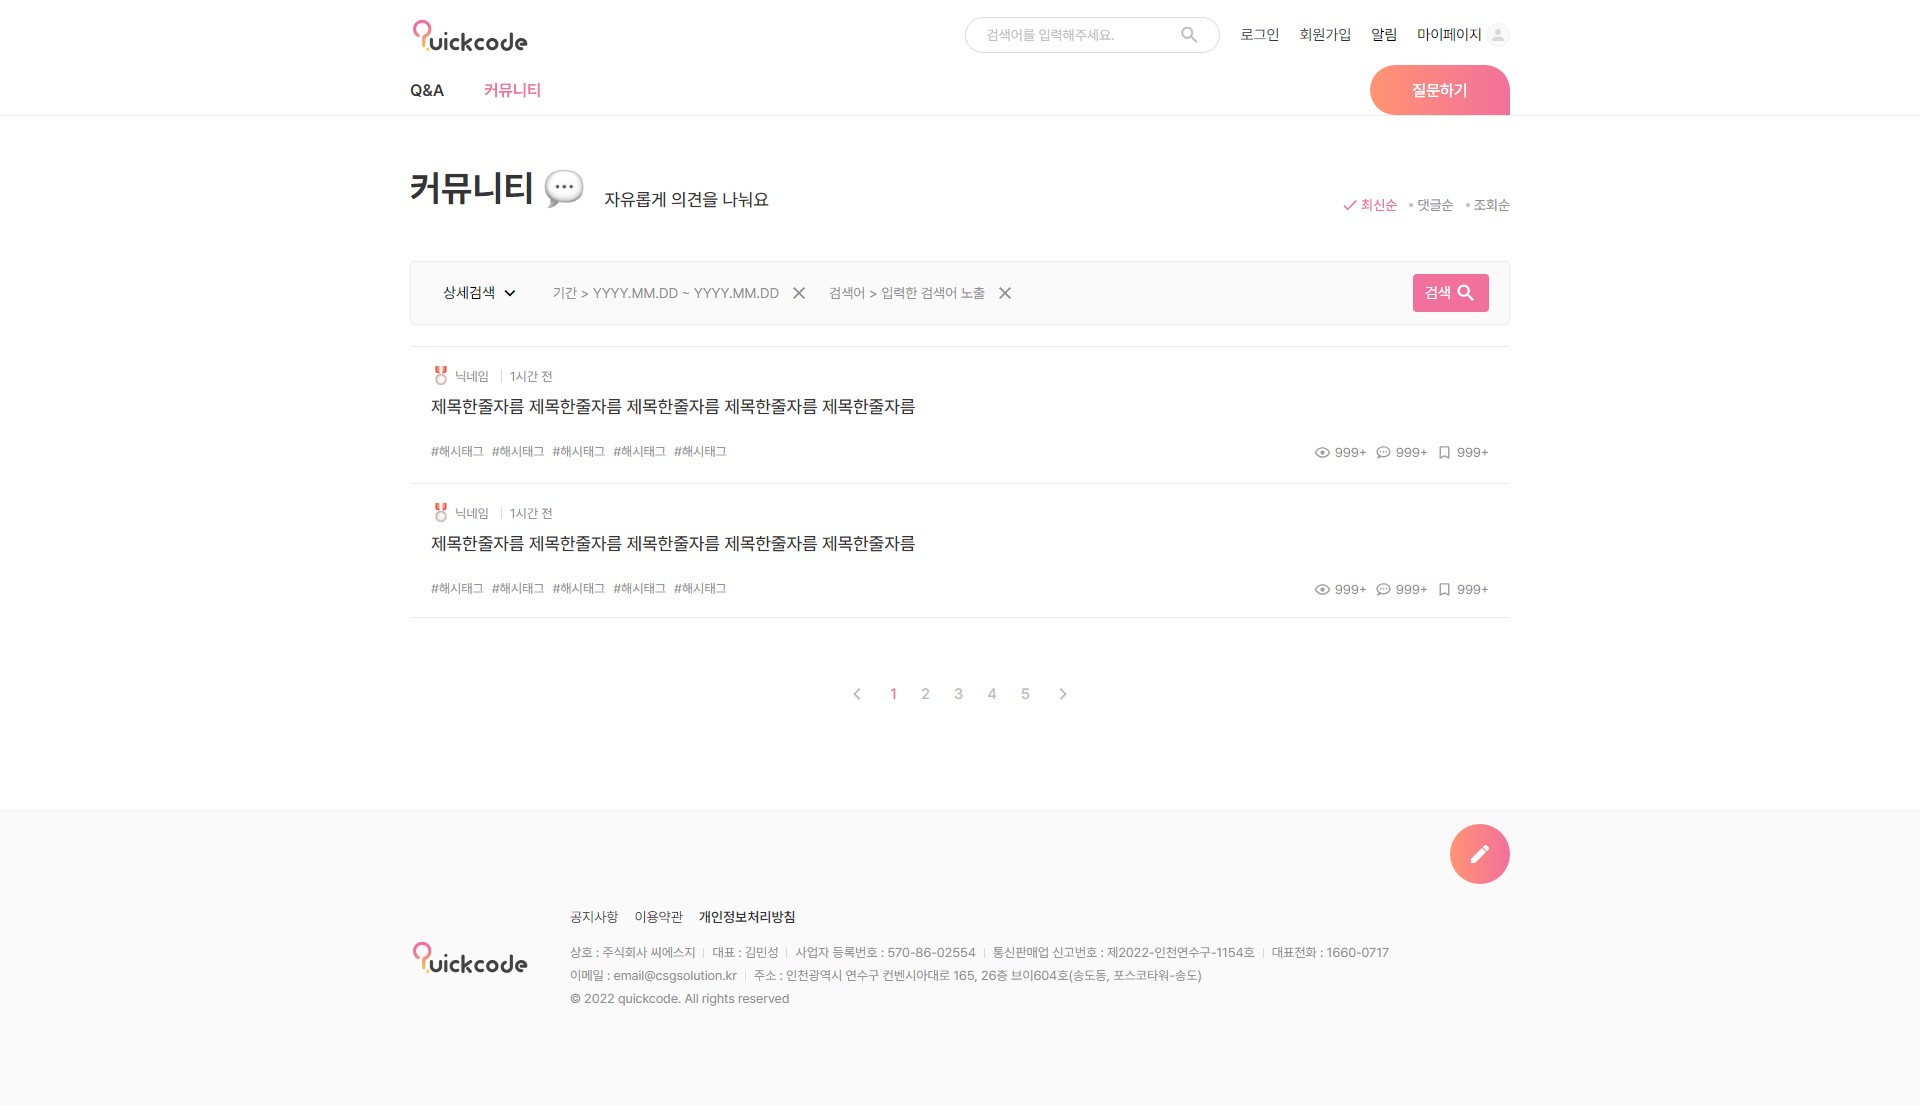 Quickcode
검색어를 입력해주세요.
로그인 회원가입 알림 마이페이지
Q&A 커뮤니티
질문하기
커뮤니티 자유롭게 의견을 나눠요
최신순 댓글순 조회순
상세검색 기간 > YYYY.MM.DD ~ YYYY.MM.DD 검색어 > 입력한 검색어 노출 검색
닉네임 1시간 전
제목한줄자름 제목한줄자름 제목한줄자름 제목한줄자름 제목한줄자름
#해시태그 #해시태그 #해시태그 #해시태그 #해시태그 999+ 999+ 999+
닉네임 1시간 전
제목한줄자름 제목한줄자름 제목한줄자름 제목한줄자름 제목한줄자름
#해시태그 #해시태그 #해시태그 #해시태그 #해시태그 999+ 999+ 999+
1 2 3 4 5
공지사항 이용약관 개인정보처리방침
Quickcode
상호 : 주식회사 씨에스지 | 대표 : 김민성 | 사업자 등록번호 : 570-86-02554 | 통신판매업 신고번호 : 제2022-인천연수구-1154호 | 대표전화 : 1660-0717
이메일 : email@csgsolution.kr | 주소 : 인천광역시 연수구 컨벤시아대로 165, 26층 브이604호(송도동, 포스코타워-송도)
© 2022 quickcode. All rights reserved